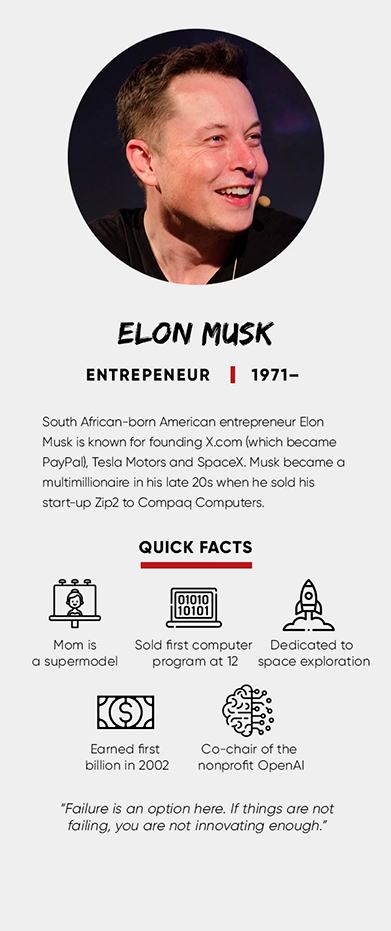 ELON MUSK
ENTREPENEUR | 1971–
South African-born American entrepreneur Elon
Musk is known for founding X.com (which became
PayPal), Tesla Motors and SpaceX. Musk became a
multimillionaire in his late 20s when he sold his
start-up Zip2 to Compaq Computers.
QUICK FACTS
Mom is
a supermodel
01010
10101
Sold first computer
program at 12
Dedicated to
space exploration
$
Earned first
billion in 2002
Co-chair of the
nonprofit OpenAI
“Failure is an option here. If things are not
failing, you are not innovating enough.”